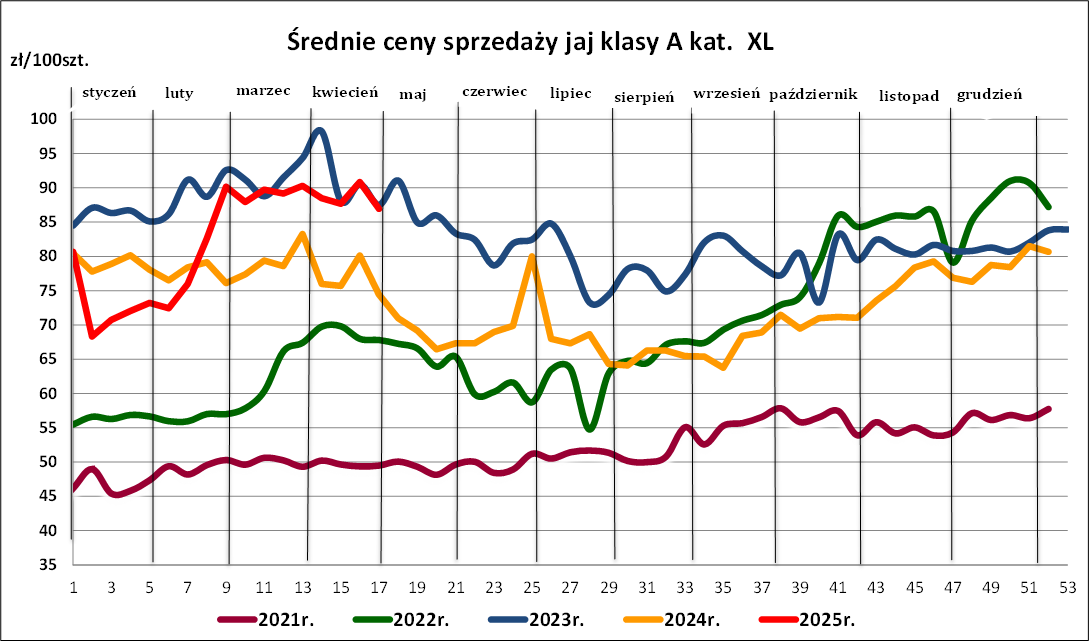 Średnie ceny sprzedaży jaj klasy A kat. XL
zł/100szt.
styczeń luty marzec kwiecień maj czerwiec lipiec sierpień wrzesień październik listopad grudzień
100
95
90
85
80
75
70
65
60
55
50
45
40
35
1 3 5 7 9 11 13 15 17 19 21 23 25 27 29 31 33 35 37 39 41 43 45 47 49 51 53
2021r. 2022r. 2023r. 2024r. 2025r.